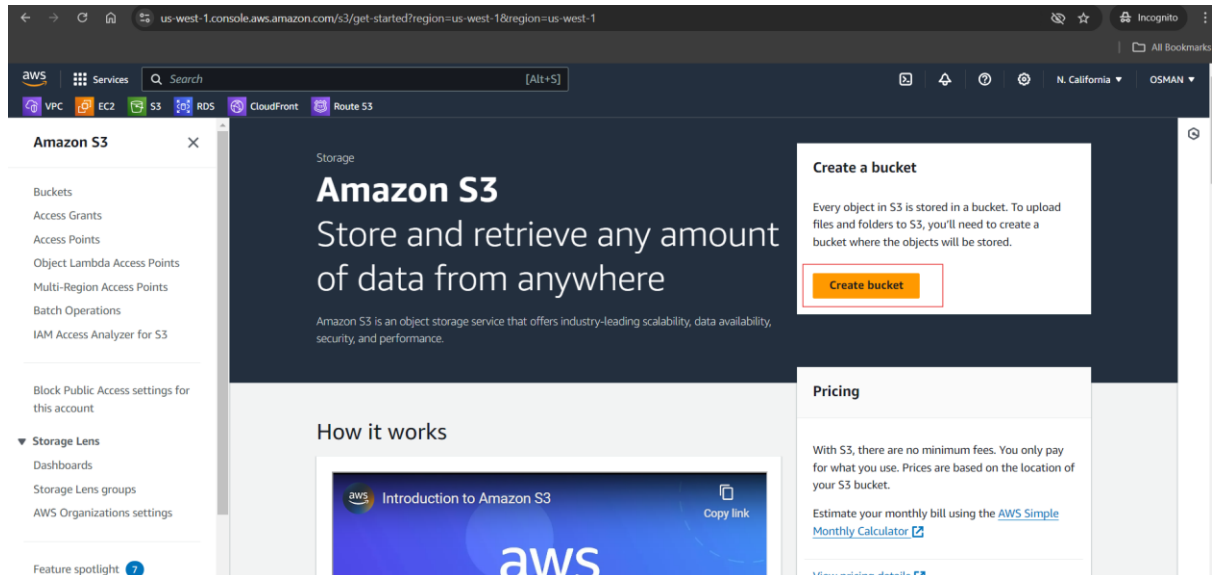 us-west-1.console.aws.amazon.com/s3/get-started?region=us-west-1&region=us-west-1
Incognito
All Bookmarks
aws
Services
Search
[Alt+S]
N. California
OSMAN
VPC
EC2
S3
RDS
CloudFront
Route 53
Amazon S3
Buckets
Access Grants
Access Points
Object Lambda Access Points
Multi-Region Access Points
Batch Operations
IAM Access Analyzer for S3
Block Public Access settings for
this account
Storage Lens
Dashboards
Storage Lens groups
AWS Organizations settings
Feature spotlight 7
Storage
Amazon S3
Store and retrieve any amount
of data from anywhere
Amazon S3 is an object storage service that offers industry-leading scalability, data availability,
security, and performance.
How it works
aws
Introduction to Amazon S3
Copy link
aws
Create a bucket
Every object in S3 is stored in a bucket. To upload
files and folders to S3, you'll need to create a
bucket where the objects will be stored.
Create bucket
Pricing
With S3, there are no minimum fees. You only pay
for what you use. Prices are based on the location of
your S3 bucket.
Estimate your monthly bill using the AWS Simple
Monthly Calculator
View pricing details